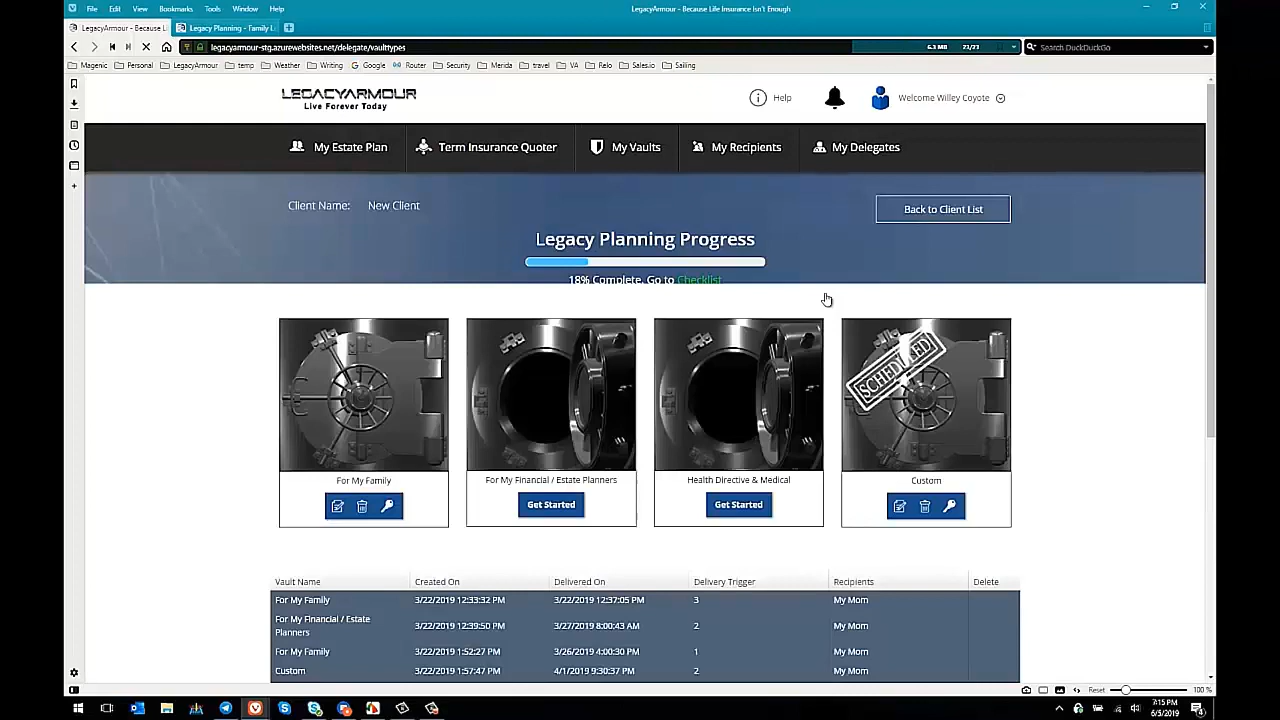 File Edit View Bookmarks Tools Window Help
LegacyArmour - Because Life Insurance Isn't Enough
LegacyArmour - Because Li
Legacy Planning - Family L
legacyarmour-stg.azurewebsites.net/delegate/vaulttypes
6.3 MB 23/23
Search DuckDuckGo
Magenic Personal LegacyArmour temp Weather Writing Google Router Security Merida travel VA Relo Sales.io Sailing
LEGACYARMOUR
Live Forever Today
Help
Welcome Willey Coyote
My Estate Plan
Term Insurance Quoter
My Vaults
My Recipients
My Delegates
Client Name: New Client
Back to Client List
Legacy Planning Progress
18% Complete. Go to Checklist
SCHEDULED
For My Family
For My Financial / Estate Planners
Health Directive & Medical
Custom
Get Started
Get Started
Vault Name Created On Delivered On Delivery Trigger Recipients Delete
For My Family 3/22/2019 12:33:32 PM 3/22/2019 12:37:05 PM 3 My Mom
For My Financial / Estate
Planners 3/22/2019 12:39:50 PM 3/27/2019 8:00:43 AM 2 My Mom
For My Family 3/22/2019 1:52:27 PM 3/26/2019 4:00:30 PM 1 My Mom
Custom 3/22/2019 1:57:47 PM 4/1/2019 9:30:37 PM 2 My Mom
Reset 100 %
7:15 PM
6/5/2019